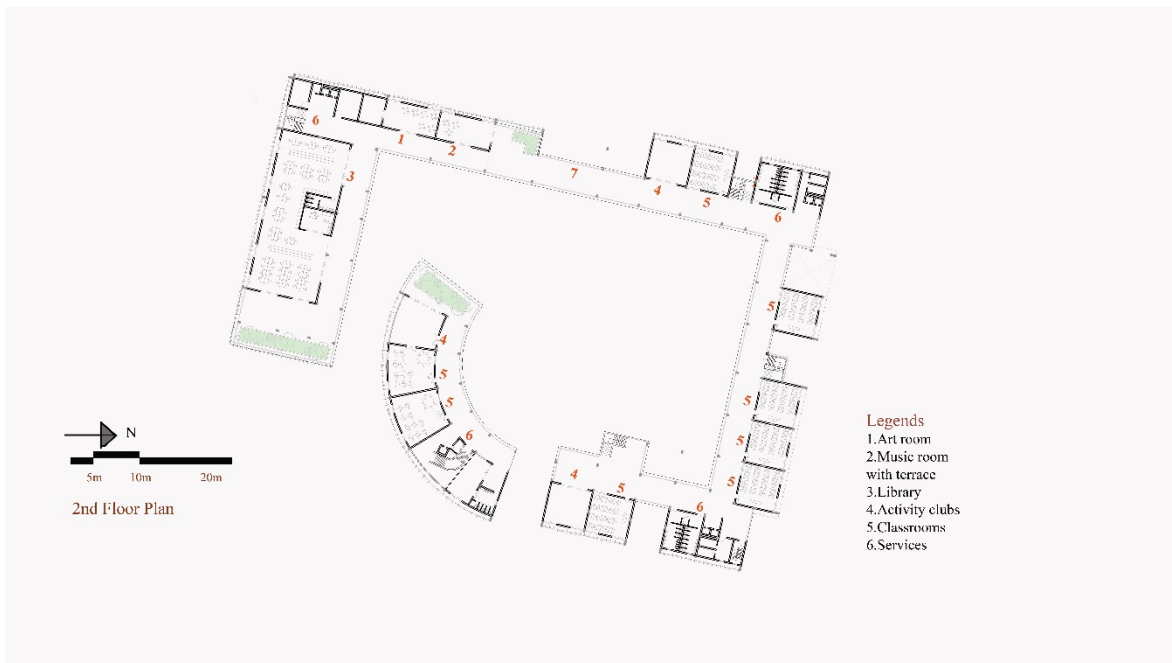 6
1
2
3
7
4
5
6
5
4
5
5
5
5
6
5
4
5
6
N
5m 10m 20m
2nd Floor Plan
Legends
1.Art room
2.Music room
with terrace
3.Library
4.Activity clubs
5.Classrooms
6.Services